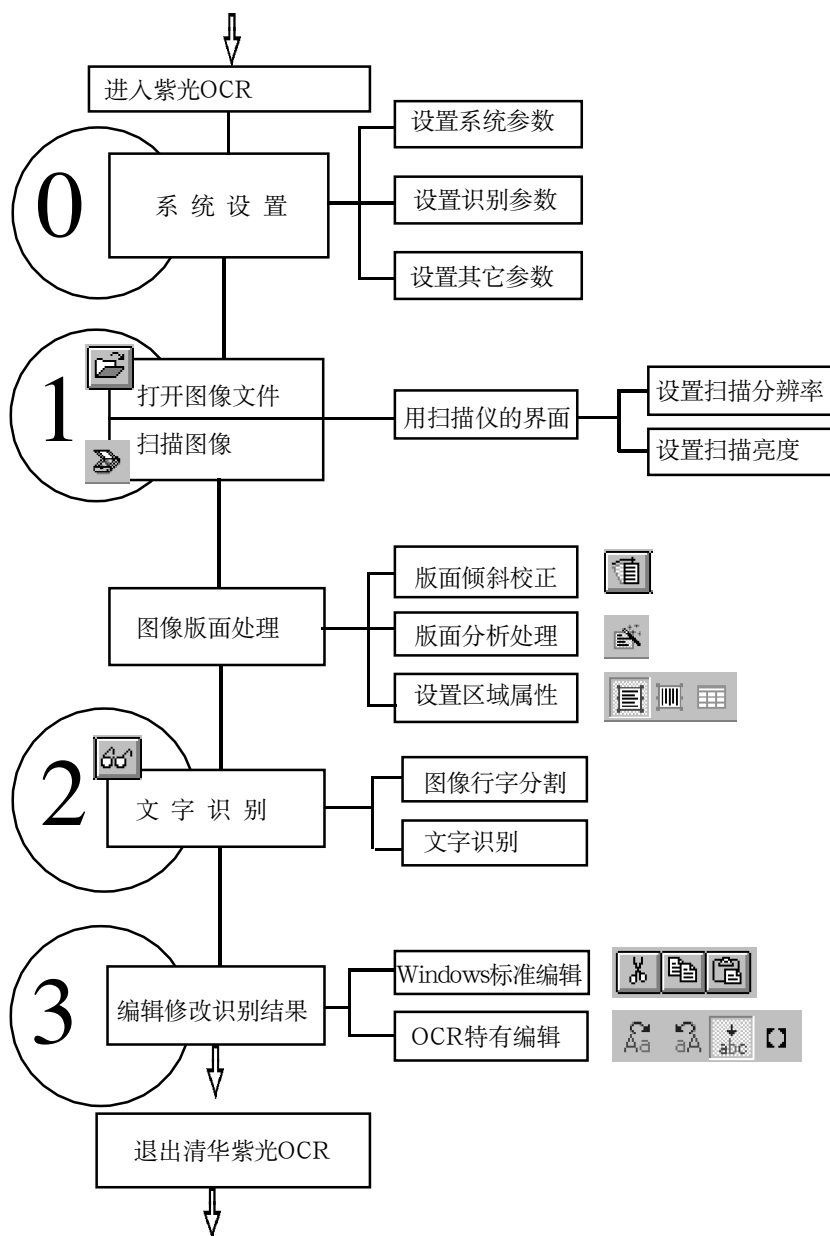 进入紫光OCR
0
系统设置
设置系统参数
设置识别参数
设置其它参数
1
打开图像文件
扫描图像
用扫描仪的界面
设置扫描分辨率
设置扫描亮度
图像版面处理
版面倾斜校正
版面分析处理
设置区域属性
2
文字识别
图像行字分割
文字识别
3
编辑修改识别结果
Windows标准编辑
OCR特有编辑
Aa
aA
abc
退出清华紫光OCR